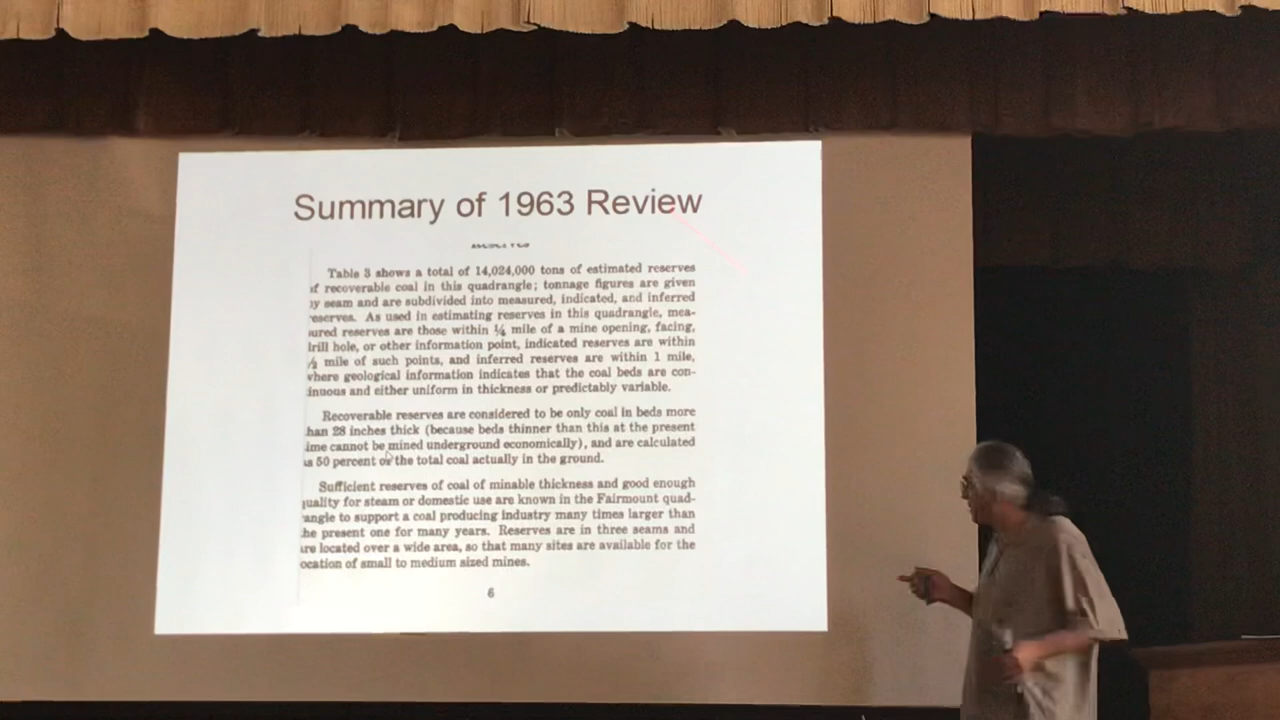 Summary of 1963 Review
Table 3 shows a total of 14,024,000 tons of estimated reserves
of recoverable coal in this quadrangle; tonnage figures are given
by seam and are subdivided into measured, indicated, and inferred
reserves. As used in estimating reserves in this quadrangle, mea-
sured reserves are those within ¼ mile of a mine opening, facing,
drill hole, or other information point, indicated reserves are within
½ mile of such points, and inferred reserves are within 1 mile,
where geological information indicates that the coal beds are con-
tinuous and either uniform in thickness or predictably variable.
Recoverable reserves are considered to be only coal in beds more
than 28 inches thick (because beds thinner than this at the present
time cannot be mined underground economically), and are calculated
as 50 percent of the total coal actually in the ground.
Sufficient reserves of coal of minable thickness and good enough
quality for steam or domestic use are known in the Fairmount quad-
rangle to support a coal producing industry many times larger than
the present one for many years. Reserves are in three seams and
are located over a wide area, so that many sites are available for the
location of small to medium sized mines.
6